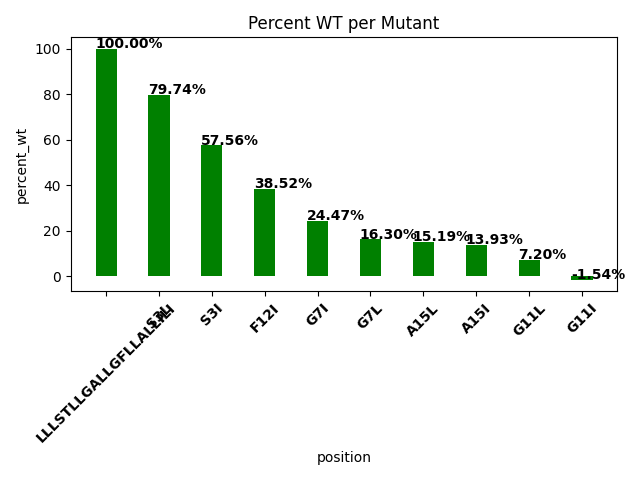 Percent WT per Mutant
100.00%
79.74%
57.56%
38.52%
24.47%
16.30%
15.19%
13.93%
7.20%
-1.54%
percent_wt
100
80
60
40
20
0
S3L
S3I
F12I
G7I
G7L
A15L
A15I
G11L
G11I
position